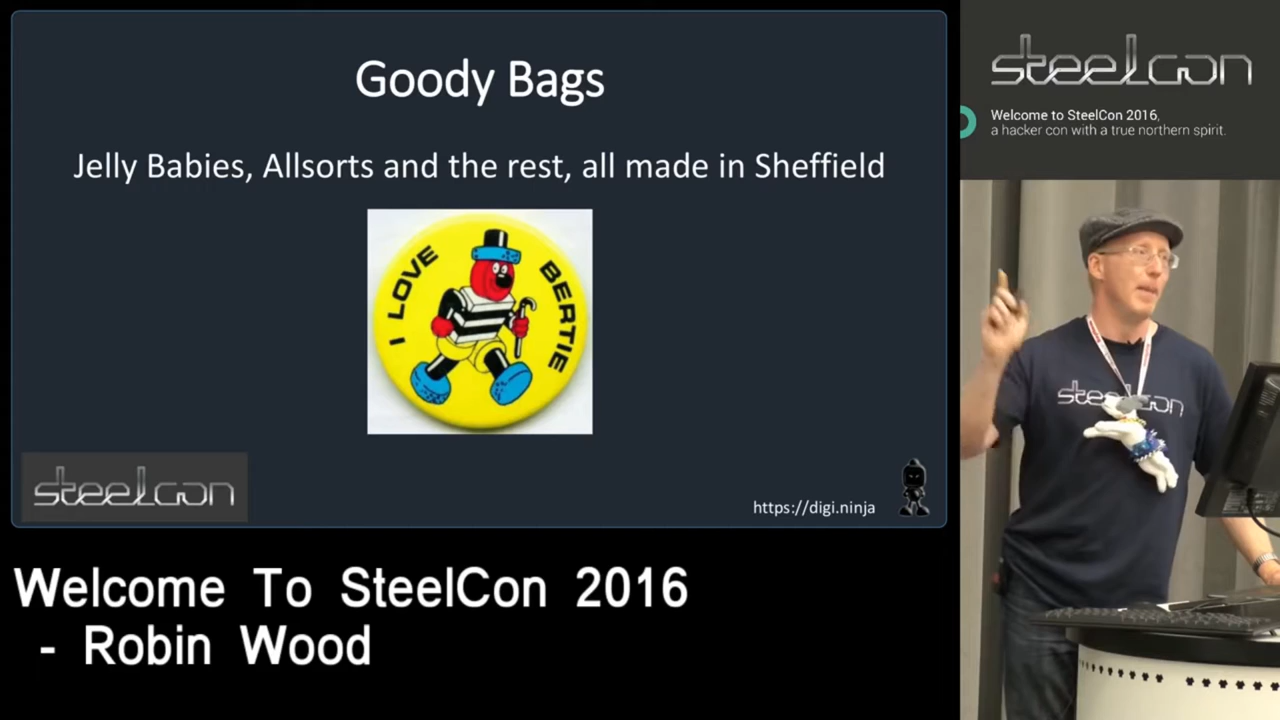 Goody Bags
Jelly Babies, Allsorts and the rest, all made in Sheffield
I LOVE
BERTIE
steelcon
https://digi.ninja
Welcome To SteelCon 2016
- Robin Wood
steelcon
Welcome to SteelCon 2016,
a hacker con with a true northern spirit.
steelcon